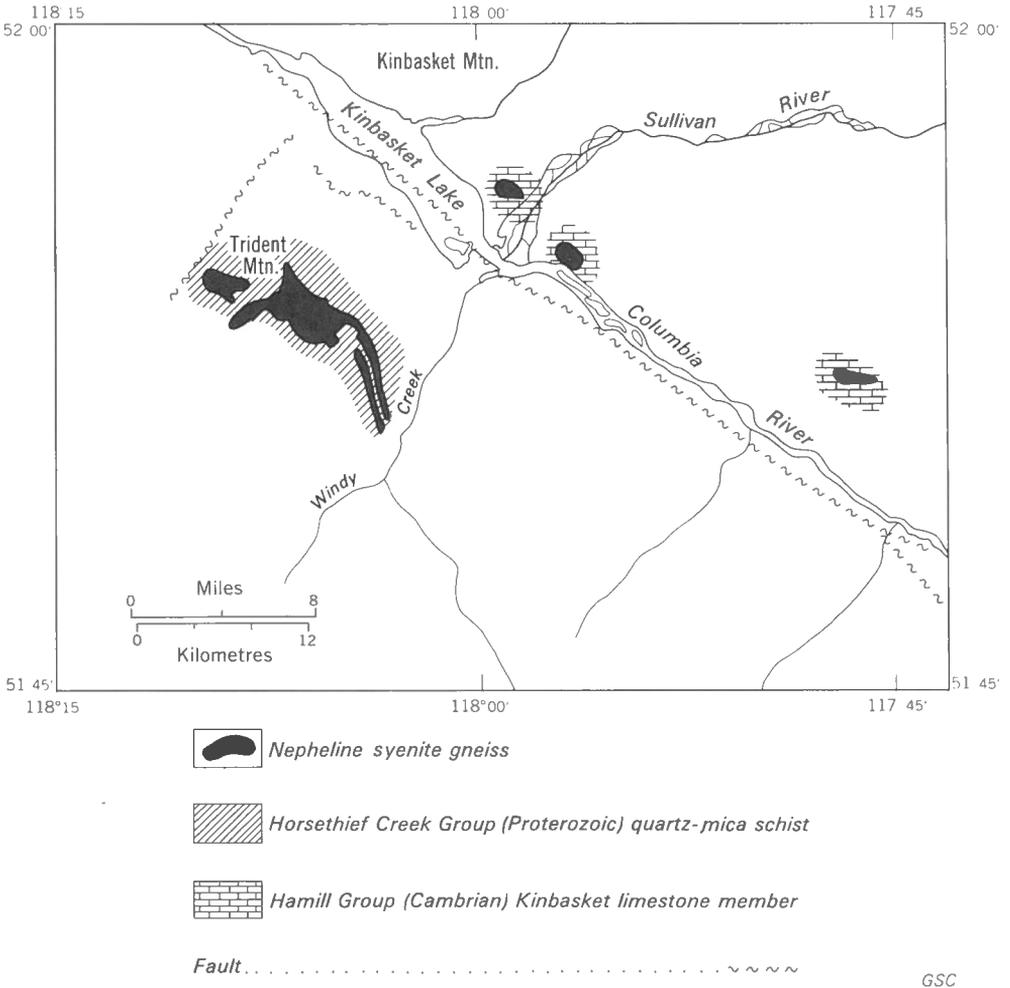 118 15
118 00'
117 45
52 00'
52 00'
Kinbasket Mtn.
Kinbasket Lake
Sullivan River
Trident
Mtn.
Columbia River
Windy Creek
Miles
0 8
0 12
Kilometres
51 45'
51 45'
118°15
118°00'
117 45'
Nepheline syenite gneiss
Horsethief Creek Group (Proterozoic) quartz-mica schist
Hamill Group (Cambrian) Kinbasket limestone member
Fault
GSC